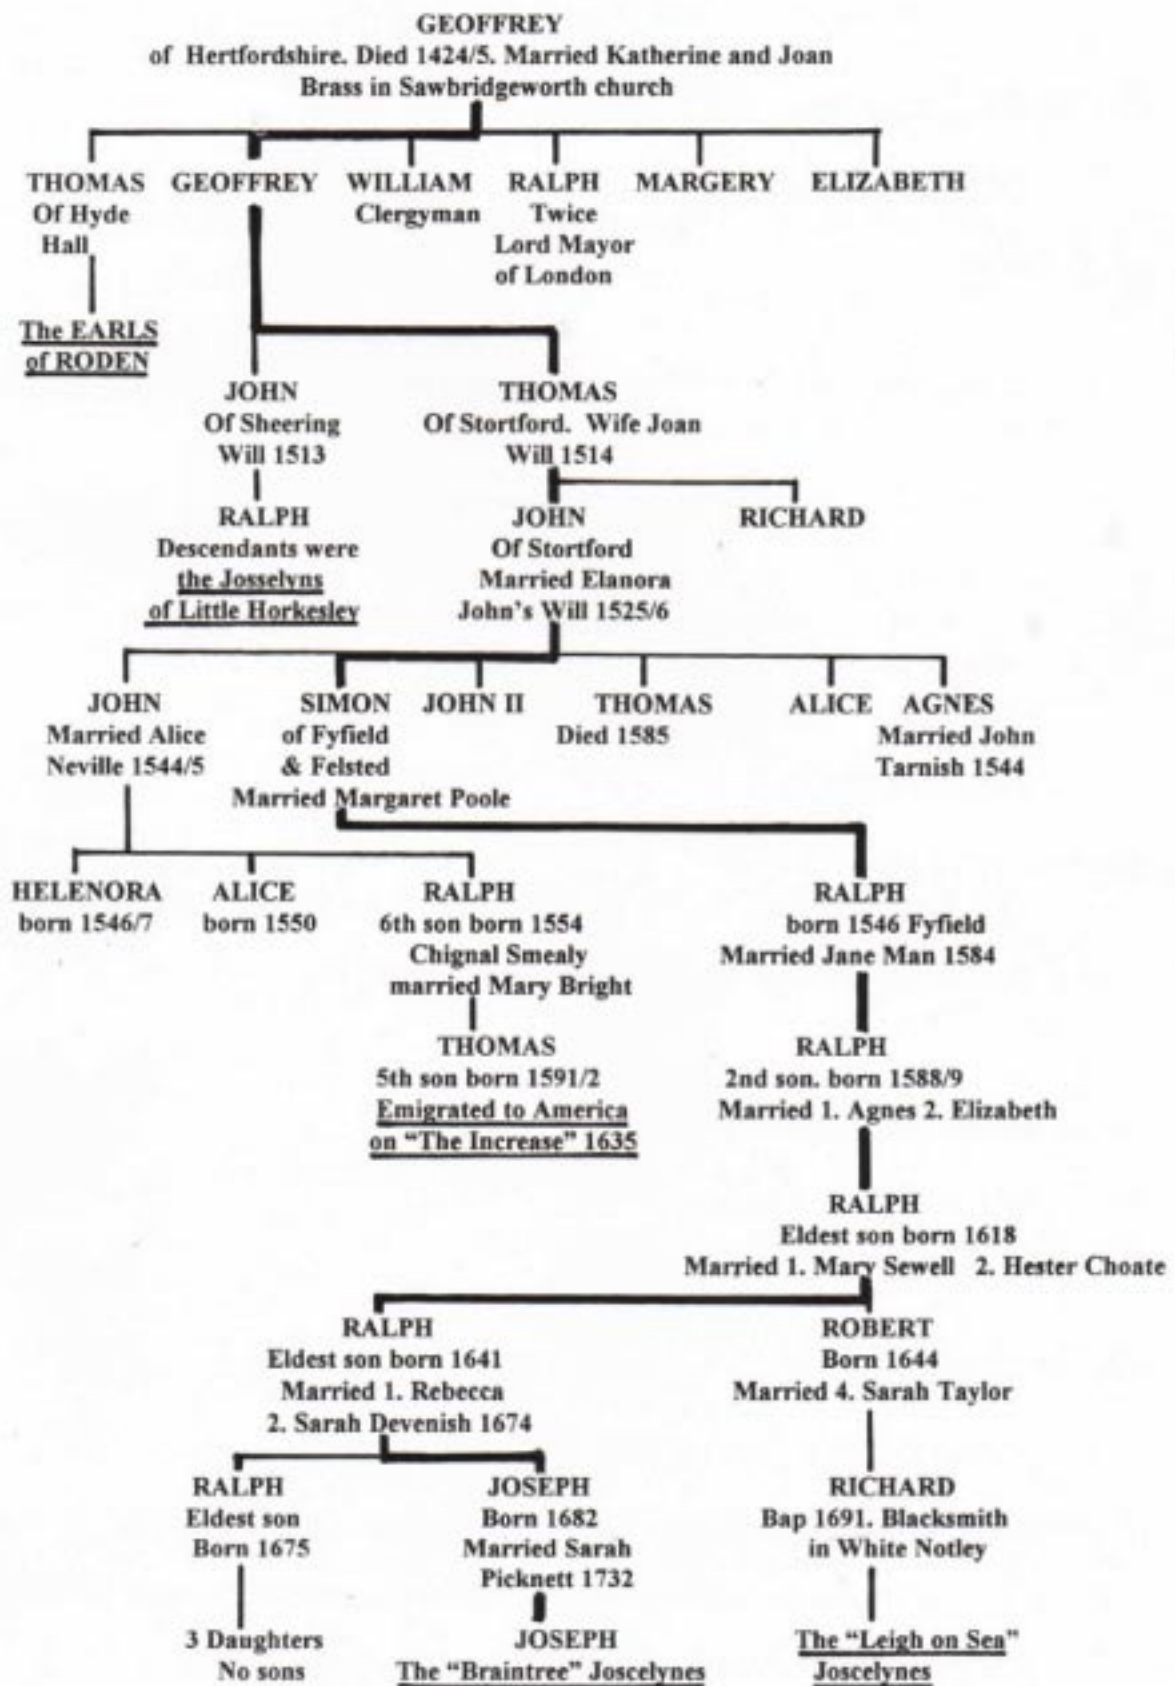 GEOFFREY
of Hertfordshire. Died 1424/5. Married Katherine and Joan
Brass in Sawbridgeworth church
THOMAS
Of Hyde
Hall
GEOFFREY
WILLIAM
Clergyman
RALPH
Twice
Lord Mayor
of London
MARGERY
ELIZABETH
The EARLS
of RODEN
JOHN
Of Sheering
Will 1513
THOMAS
Of Stortford. Wife Joan
Will 1514
RALPH
Descendants were
the Josselyns
of Little Horkesley
JOHN
Of Stortford
Married Elanora
John's Will 1525/6
RICHARD
JOHN
Married Alice
Neville 1544/5
SIMON
of Fyfield
& Felsted
Married Margaret Poole
JOHN II
THOMAS
Died 1585
ALICE
AGNES
Married John
Tarnish 1544
HELENORA
born 1546/7
ALICE
born 1550
RALPH
6th son born 1554
Chignal Smealy
married Mary Bright
RALPH
born 1546 Fyfield
Married Jane Man 1584
THOMAS
5th son born 1591/2
Emigrated to America
on "The Increase" 1635
RALPH
2nd son. born 1588/9
Married 1. Agnes 2. Elizabeth
RALPH
Eldest son born 1618
Married 1. Mary Sewell 2. Hester Choate
RALPH
Eldest son born 1641
Married 1. Rebecca
2. Sarah Devenish 1674
ROBERT
Born 1644
Married 4. Sarah Taylor
RALPH
Eldest son
Born 1675
JOSEPH
Born 1682
Married Sarah
Picknett 1732
RICHARD
Bap 1691. Blacksmith
in White Notley
3 Daughters
No sons
JOSEPH
The "Braintree" Joscelynes
The "Leigh on Sea"
Joscelynes